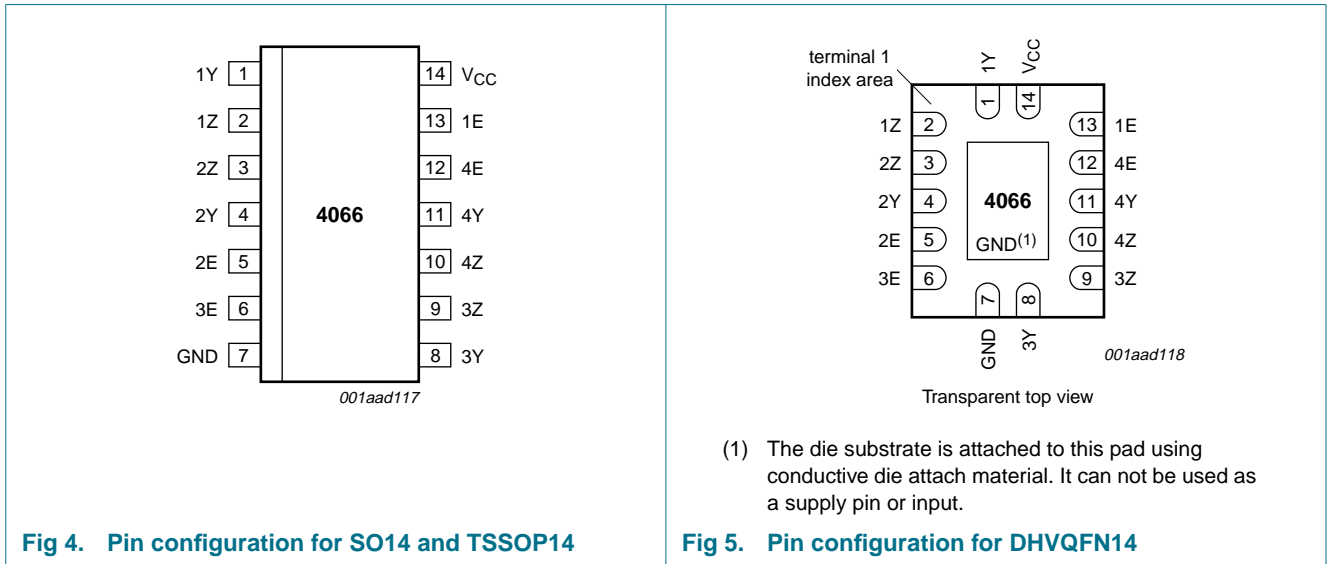 1Y 1 14 VCC
1Z 2 13 1E
2Z 3 12 4E
2Y 4 4066 11 4Y
2E 5 10 4Z
3E 6 9 3Z
GND 7 8 3Y
001aad117
Fig 4. Pin configuration for SO14 and TSSOP14
terminal 1
index area
1Y VCC
1 14
1Z 2 13 1E
2Z 3 12 4E
2Y 4 4066 11 4Y
2E 5 GND(1) 10 4Z
3E 6 9 3Z
7 8
GND 3Y
001aad118
Transparent top view
(1) The die substrate is attached to this pad using
conductive die attach material. It can not be used as
a supply pin or input.
Fig 5. Pin configuration for DHVQFN14